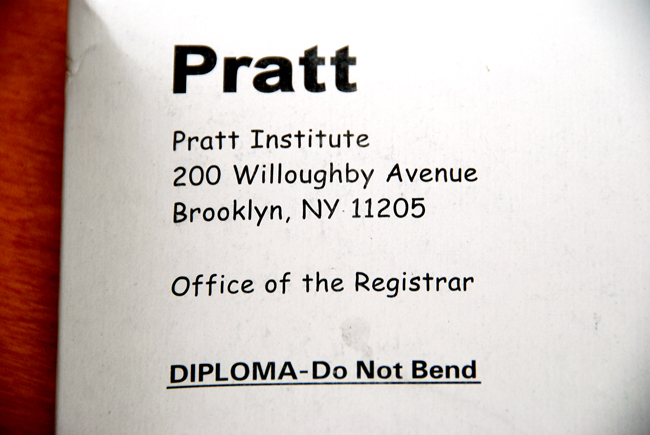 Pratt
Pratt Institute
200 Willoughby Avenue
Brooklyn, NY 11205
Office of the Registrar
DIPLOMA-Do Not Bend